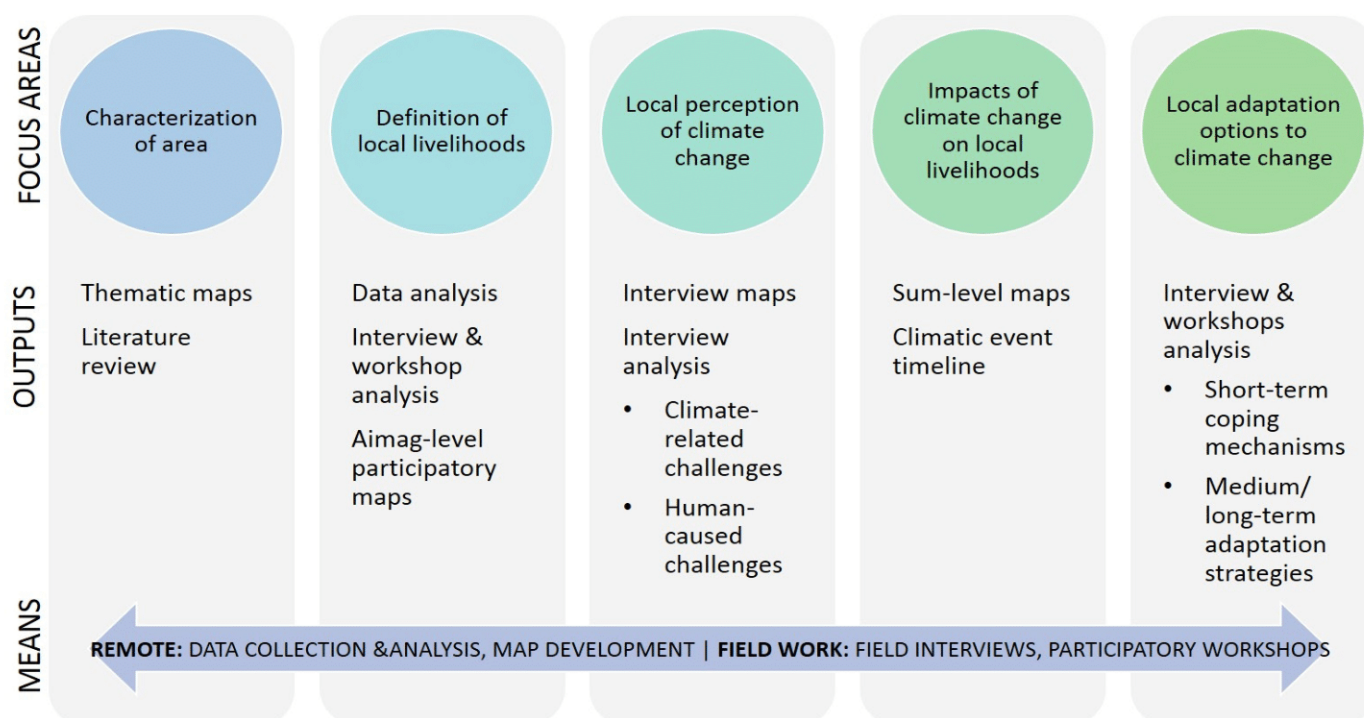 FOCUS AREAS
Characterization
of area
Definition of
local livelihoods
Local perception
of climate
change
Impacts of
climate change
on local
livelihoods
Local adaptation
options to
climate change
OUTPUTS
Thematic maps
Literature
review
Data analysis
Interview &
workshop
analysis
Aimag-level
participatory
maps
Interview maps
Interview
analysis
• Climate-
related
challenges
• Human-
caused
challenges
Sum-level maps
Climatic event
timeline
Interview &
workshops
analysis
• Short-term
coping
mechanisms
• Medium/
long-term
adaptation
strategies
MEANS
REMOTE: DATA COLLECTION &ANALYSIS, MAP DEVELOPMENT | FIELD WORK: FIELD INTERVIEWS, PARTICIPATORY WORKSHOPS